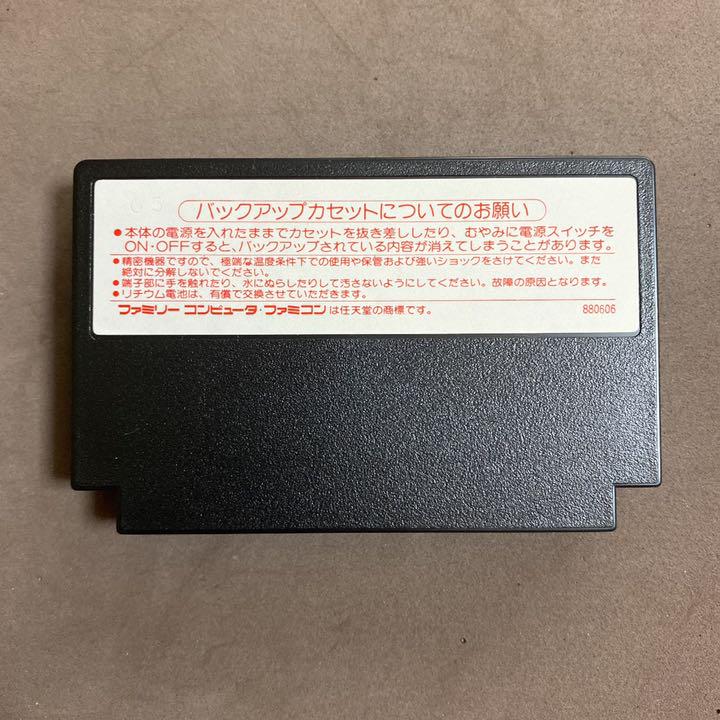 バックアップカセットについてのお願い
●本体の電源を入れたままでカセットを抜き差ししたり、むやみに電源スイッチを
ON・OFFすると、バックアップされている内容が消えてしまうことがあります。
●精密機器ですので、極端な温度条件下での使用や保管および強いショックをさけてください。また
絶対に分解しないでください。
●端子部に手を触れたり、水にぬらしたりして汚さないようにしてください。故障の原因となります。
●リチウム電池は、有償で交換させていただきます。
ファミリー コンピュータ・ファミコンは任天堂の商標です。 880606